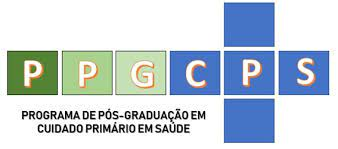 PPGCPS
PROGRAMA DE PÓS-GRADUAÇÃO EM
CUIDADO PRIMÁRIO EM SAÚDE